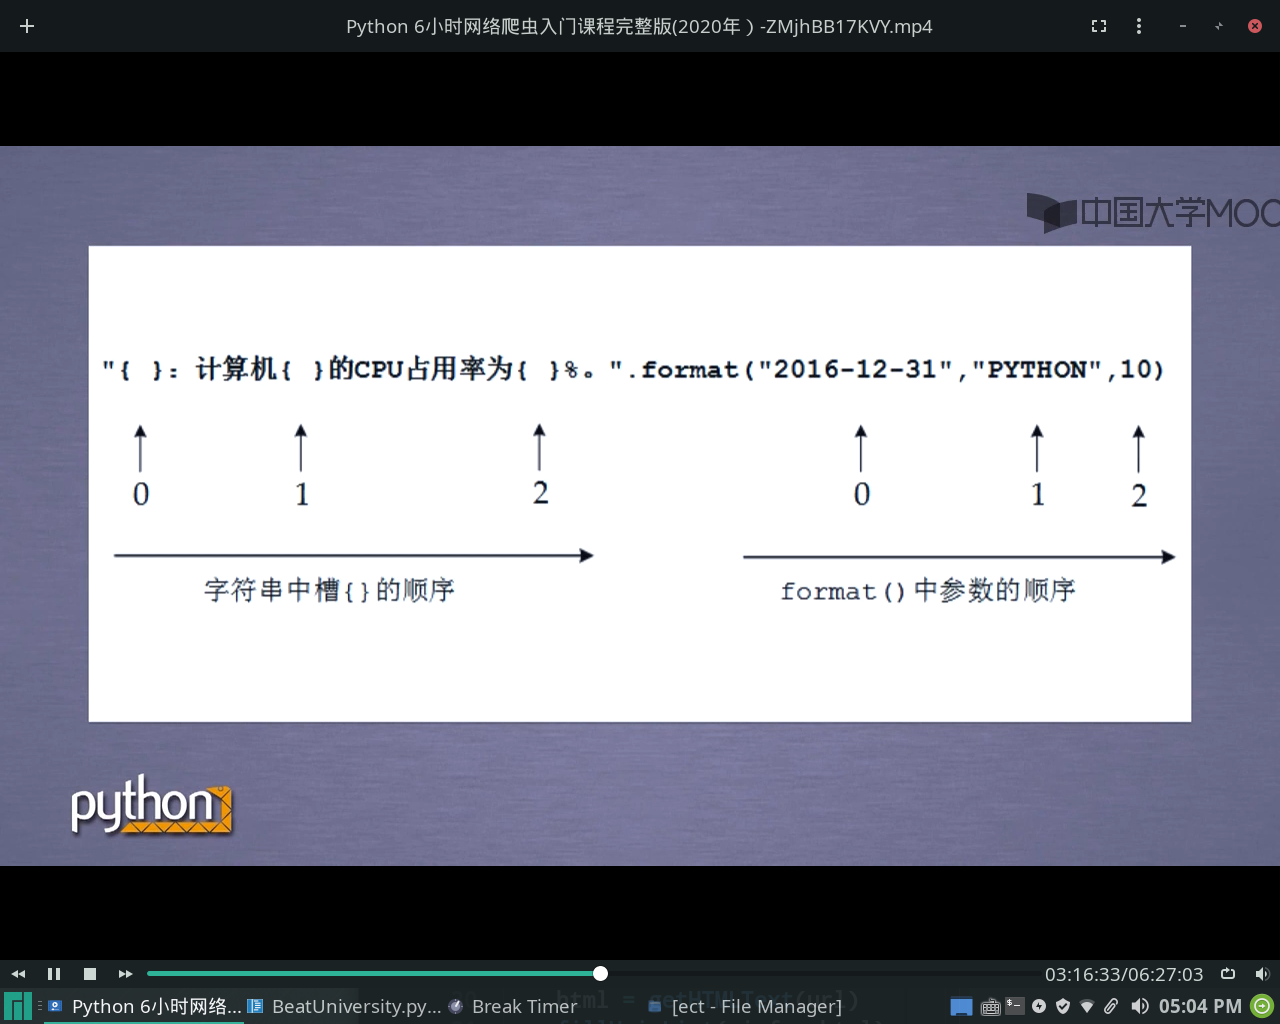 Python 6小时网络爬虫入门课程完整版(2020年）-ZMjhBB17KVY.mp4
中国大学MOO
"{ }：计算机{ }的CPU占用率为{ }%。".format("2016-12-31","PYTHON",10)
0 1 2 0 1 2
字符串中槽{}的顺序 format()中参数的顺序
python
03:16:33/06:27:03
Python 6小时网络... BeatUniversity.py... Break Timer [ect - File Manager] 05:04 PM
html = getHTMLText(url)